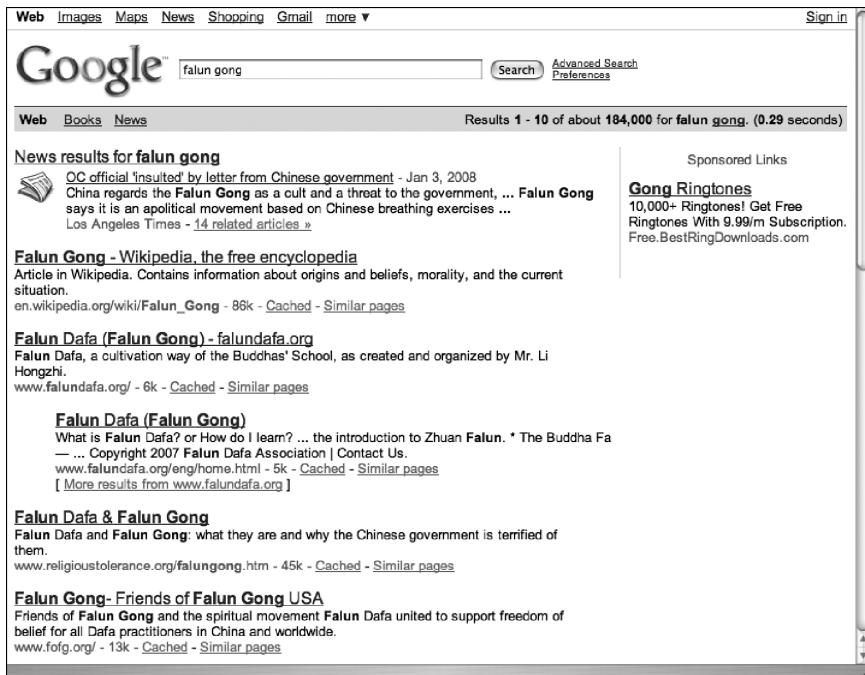 Web Images Maps News Shopping Gmail more ▼ Sign in
Google™
falun gong
Search
Advanced Search
Preferences
Web Books News Results 1 - 10 of about 184,000 for falun gong. (0.29 seconds)
News results for falun gong
OC official 'insulted' by letter from Chinese government - Jan 3, 2008
China regards the Falun Gong as a cult and a threat to the government, ... Falun Gong
says it is an apolitical movement based on Chinese breathing exercises ...
Los Angeles Times - 14 related articles »
Falun Gong - Wikipedia, the free encyclopedia
Article in Wikipedia. Contains information about origins and beliefs, morality, and the current
situation.
en.wikipedia.org/wiki/Falun_Gong - 86k - Cached - Similar pages
Falun Dafa (Falun Gong) - falundafa.org
Falun Dafa, a cultivation way of the Buddhas' School, as created and organized by Mr. Li
Hongzhi.
www.falundafa.org/ - 6k - Cached - Similar pages
Falun Dafa (Falun Gong)
What is Falun Dafa? or How do I learn? ... the introduction to Zhuan Falun. * The Buddha Fa
— ... Copyright 2007 Falun Dafa Association | Contact Us.
www.falundafa.org/eng/home.html - 5k - Cached - Similar pages
[ More results from www.falundafa.org ]
Falun Dafa & Falun Gong
Falun Dafa and Falun Gong: what they are and why the Chinese government is terrified of
them.
www.religioustolerance.org/falungong.htm - 45k - Cached - Similar pages
Falun Gong- Friends of Falun Gong USA
Friends of Falun Gong and the spiritual movement Falun Dafa united to support freedom of
belief for all Dafa practitioners in China and worldwide.
www.fofg.org/ - 13k - Cached - Similar pages
Sponsored Links
Gong Ringtones
10,000+ Ringtones! Get Free
Ringtones With 9.99/m Subscription.
Free.BestRingDownloads.com